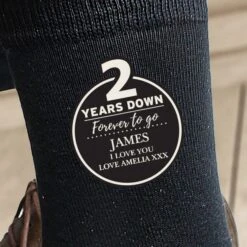 2
YEARS DOWN
Forever to go
JAMES
I LOVE YOU
LOVE AMELIA XXX